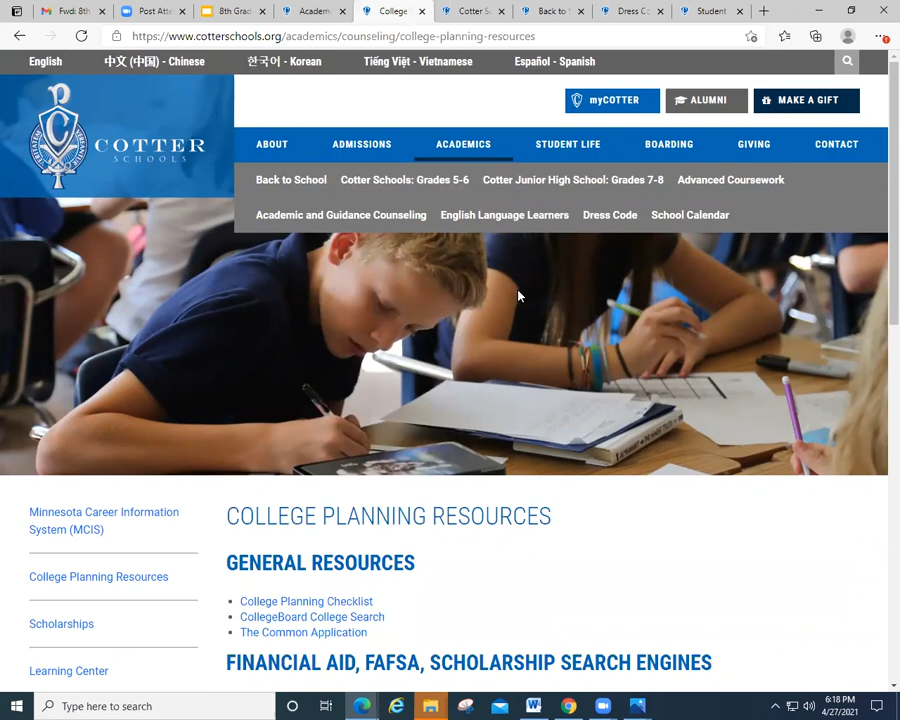 Fwd: 8th
Post Atte
8th Grad
Academ
College
Cotter S
Back to
Dress C
Student
https://www.cotterschools.org/academics/counseling/college-planning-resources
English
中文 (中国) - Chinese
한국어 - Korean
Tiếng Việt - Vietnamese
Español - Spanish
COTTER
SCHOOLS
myCOTTER
ALUMNI
MAKE A GIFT
ABOUT
ADMISSIONS
ACADEMICS
STUDENT LIFE
BOARDING
GIVING
CONTACT
Back to School
Cotter Schools: Grades 5-6
Cotter Junior High School: Grades 7-8
Advanced Coursework
Academic and Guidance Counseling
English Language Learners
Dress Code
School Calendar
Minnesota Career Information
System (MCIS)
College Planning Resources
Scholarships
Learning Center
COLLEGE PLANNING RESOURCES
GENERAL RESOURCES
College Planning Checklist
CollegeBoard College Search
The Common Application
FINANCIAL AID, FAFSA, SCHOLARSHIP SEARCH ENGINES
Type here to search
6:18 PM
4/27/2021